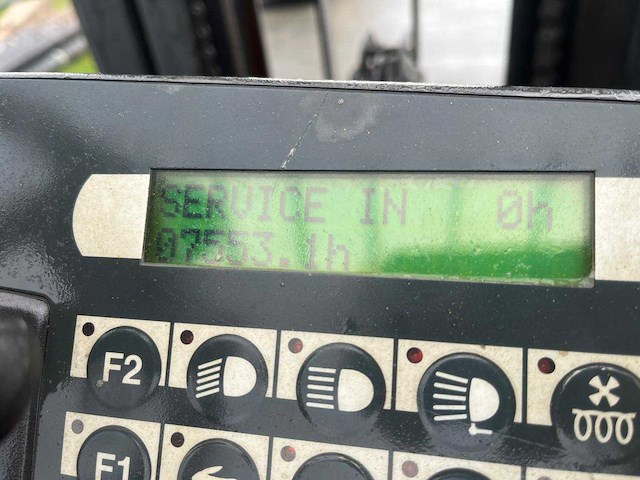 SERVICE IN 0h
07553.1h
F2
F1